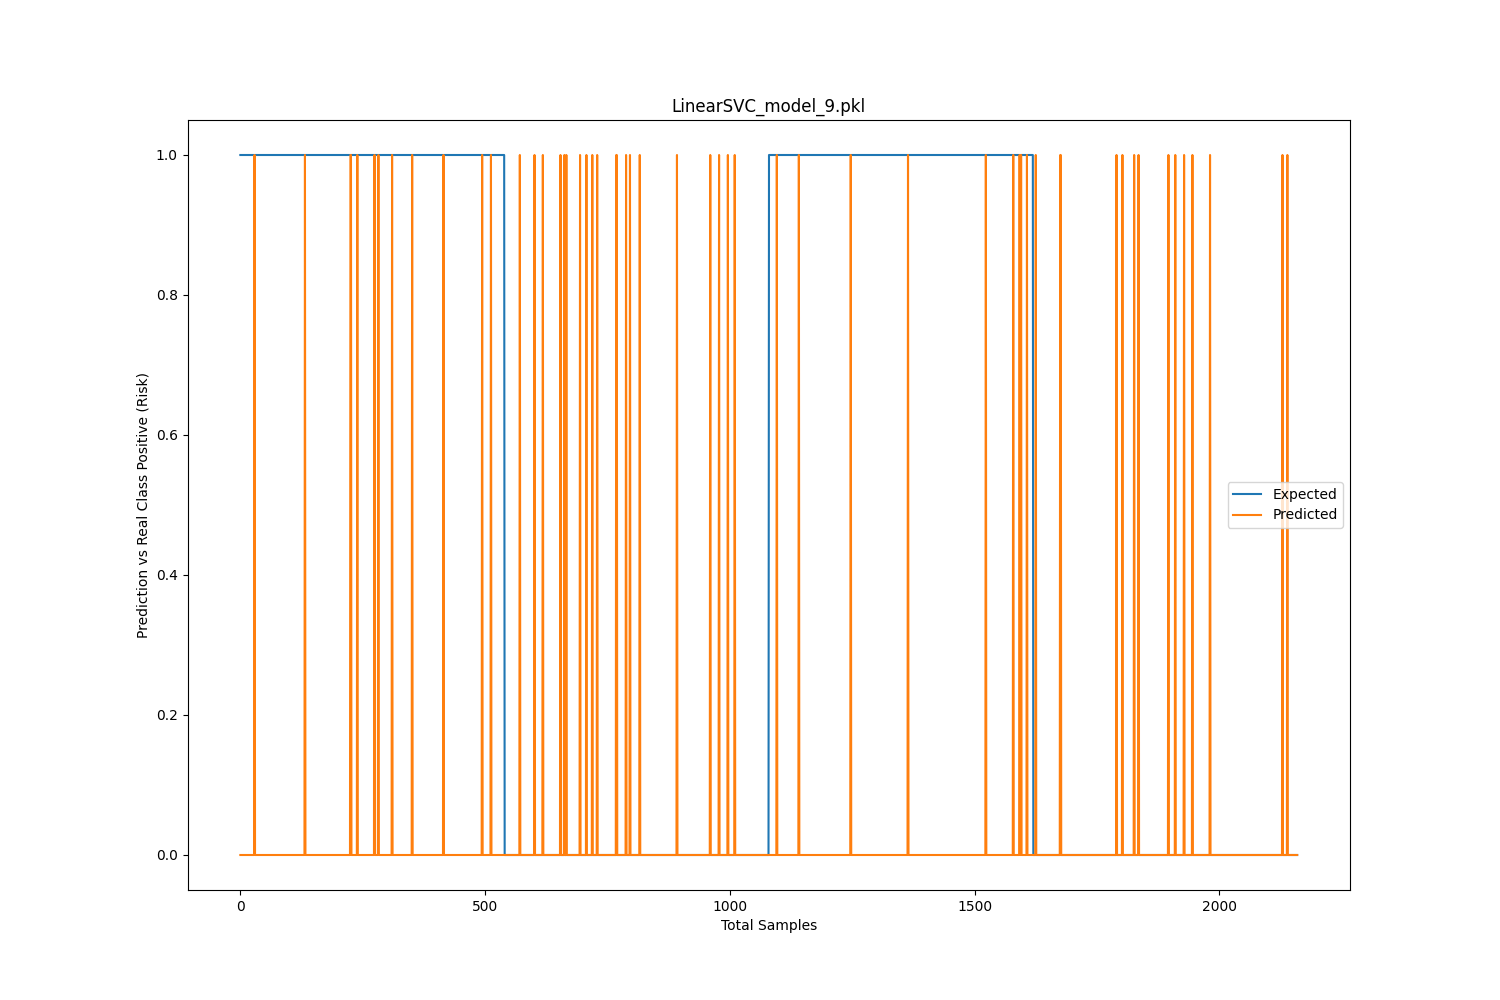 LinearSVC_model_9.pkl
1.0
0.8
0.6
0.4
0.2
0.0
Prediction vs Real Class Positive (Risk)
Expected
Predicted
0
500
1000
1500
2000
Total Samples